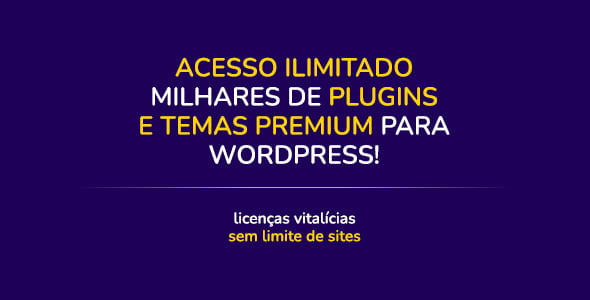 ACESSO ILIMITADO
MILHARES DE PLUGINS
E TEMAS PREMIUM PARA
WORDPRESS!
licenças vitalícias
sem limite de sites